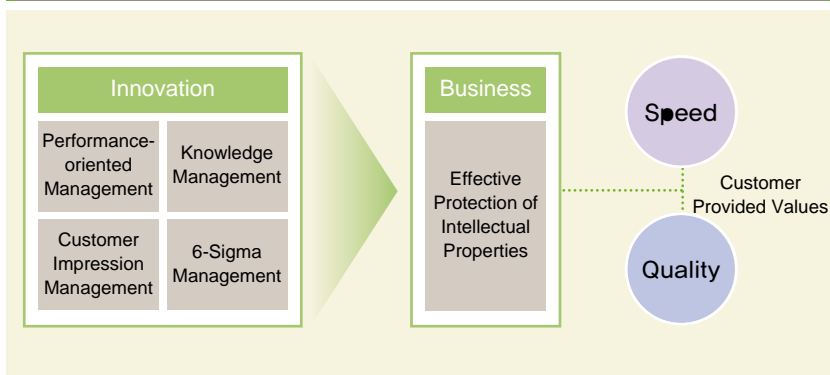 Innovation
Performance-
oriented
Management
Knowledge
Management
Customer
Impression
Management
6-Sigma
Management
Business
Effective
Protection of
Intellectual
Properties
Speed
Customer
Provided Values
Quality